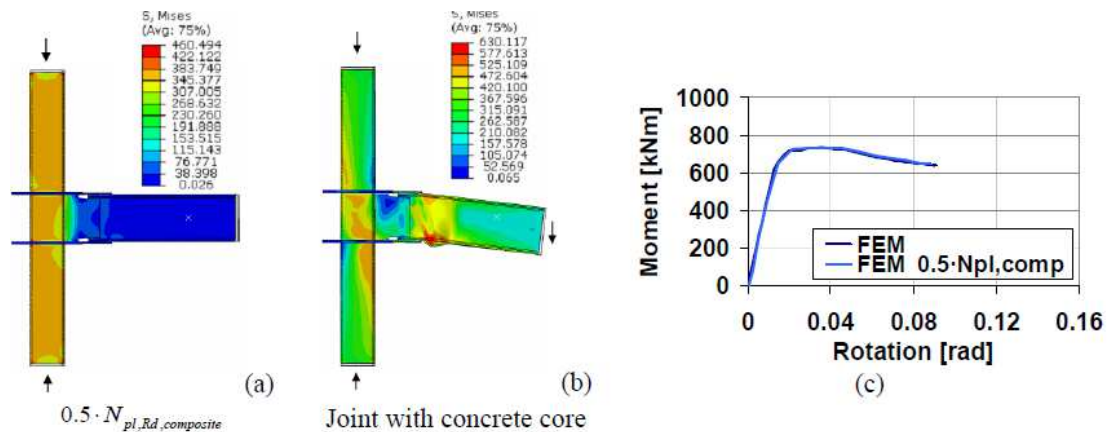 S, Mises
(Avg: 75%)
460.494
422.122
383.749
345.377
307.005
268.632
230.260
191.888
153.515
115.143
76.771
38.398
0.026
(a)
0.5 · N pl,Rd,composite
S, Mises
(Avg: 75%)
630.117
577.613
525.109
472.604
420.100
367.596
315.091
262.587
210.082
157.578
105.074
52.569
0.065
(b)
Joint with concrete core
Moment [kNm]
1000
800
600
400
200
0
FEM
FEM 0.5·Npl,comp
0 0.04 0.08 0.12 0.16
Rotation [rad]
(c)